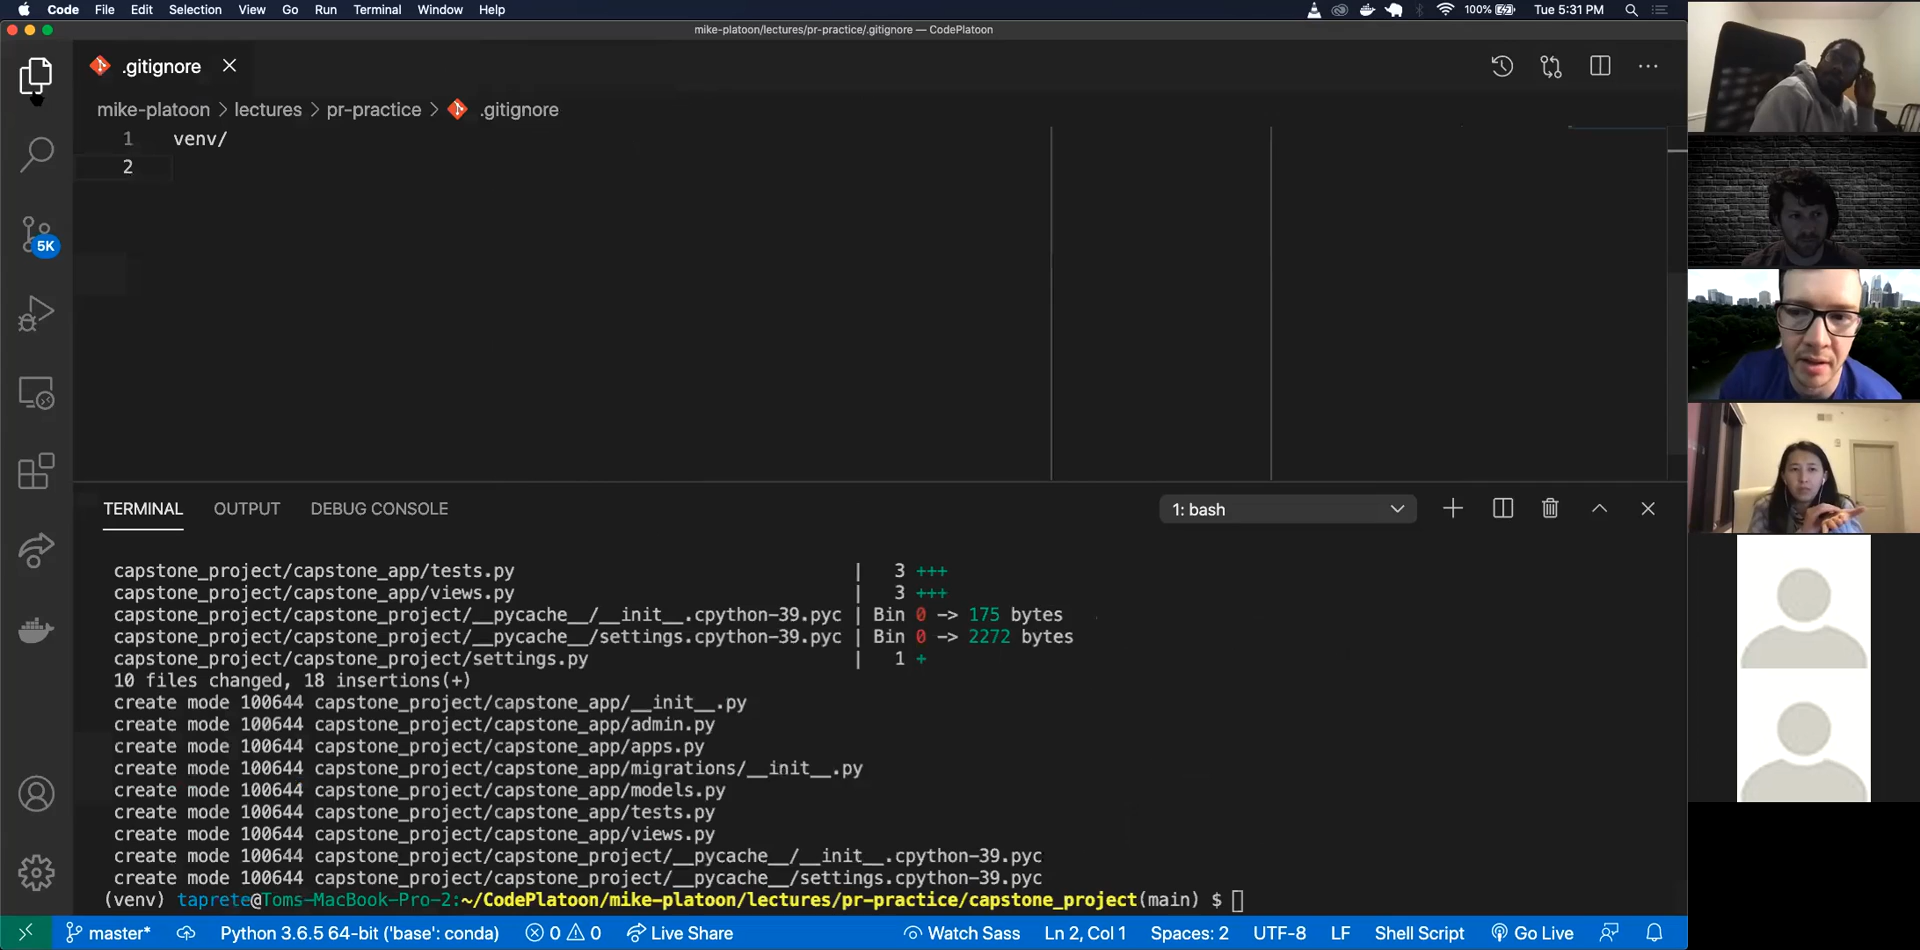 Code File Edit Selection View Go Run Terminal Window Help 100% Tue 5:31 PM
mike-platoon/lectures/pr-practice/.gitignore — CodePlatoon
.gitignore
mike-platoon > lectures > pr-practice > .gitignore
1 venv/
2
5K
TERMINAL OUTPUT DEBUG CONSOLE 1: bash
capstone_project/capstone_app/tests.py | 3 +++
capstone_project/capstone_app/views.py | 3 +++
capstone_project/capstone_project/__pycache__/__init__.cpython-39.pyc | Bin 0 -> 175 bytes
capstone_project/capstone_project/__pycache__/settings.cpython-39.pyc | Bin 0 -> 2272 bytes
capstone_project/capstone_project/settings.py | 1 +
10 files changed, 18 insertions(+)
create mode 100644 capstone_project/capstone_app/__init__.py
create mode 100644 capstone_project/capstone_app/admin.py
create mode 100644 capstone_project/capstone_app/apps.py
create mode 100644 capstone_project/capstone_app/migrations/__init__.py
create mode 100644 capstone_project/capstone_app/models.py
create mode 100644 capstone_project/capstone_app/tests.py
create mode 100644 capstone_project/capstone_app/views.py
create mode 100644 capstone_project/capstone_project/__pycache__/__init__.cpython-39.pyc
create mode 100644 capstone_project/capstone_project/__pycache__/settings.cpython-39.pyc
(venv) taprete@Toms-MacBook-Pro-2:~/CodePlatoon/mike-platoon/lectures/pr-practice/capstone_project(main) $
master* Python 3.6.5 64-bit ('base': conda) 0 0 Live Share Watch Sass Ln 2, Col 1 Spaces: 2 UTF-8 LF Shell Script Go Live